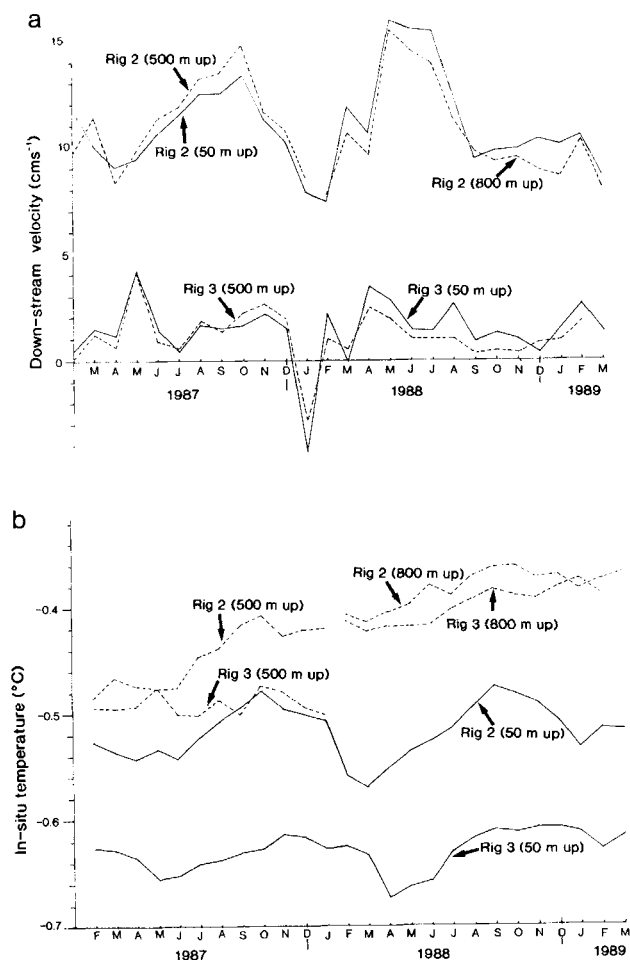 a
15
10
5
0
Down-stream velocity (cms⁻¹)
Rig 2 (500 m up)
Rig 2 (50 m up)
Rig 2 (800 m up)
Rig 3 (500 m up)
Rig 3 (50 m up)
M A M J J A S O N D J F M A M J J A S O N D J F M
1987 1988 1989
b
-0.4
-0.5
-0.6
-0.7
In-situ temperature (°C)
Rig 2 (800 m up)
Rig 2 (500 m up)
Rig 3 (800 m up)
Rig 3 (500 m up)
Rig 2 (50 m up)
Rig 3 (50 m up)
F M A M J J A S O N D J F M A M J J A S O N D J F M
1987 1988 1989